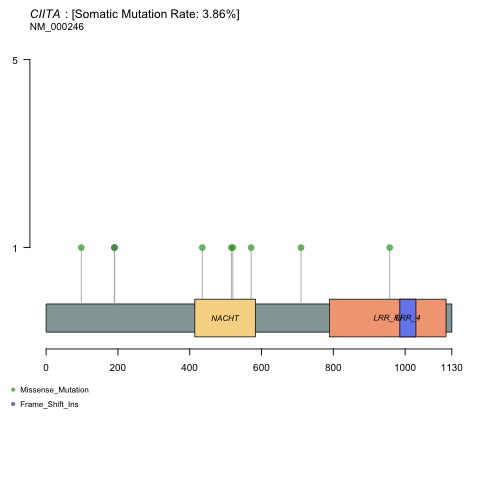 CIITA : [Somatic Mutation Rate: 3.86%]
NM_000246
5
1
NACHT
LRR_4
0 200 400 600 800 1000 1130
Missense_Mutation
Frame_Shift_Ins